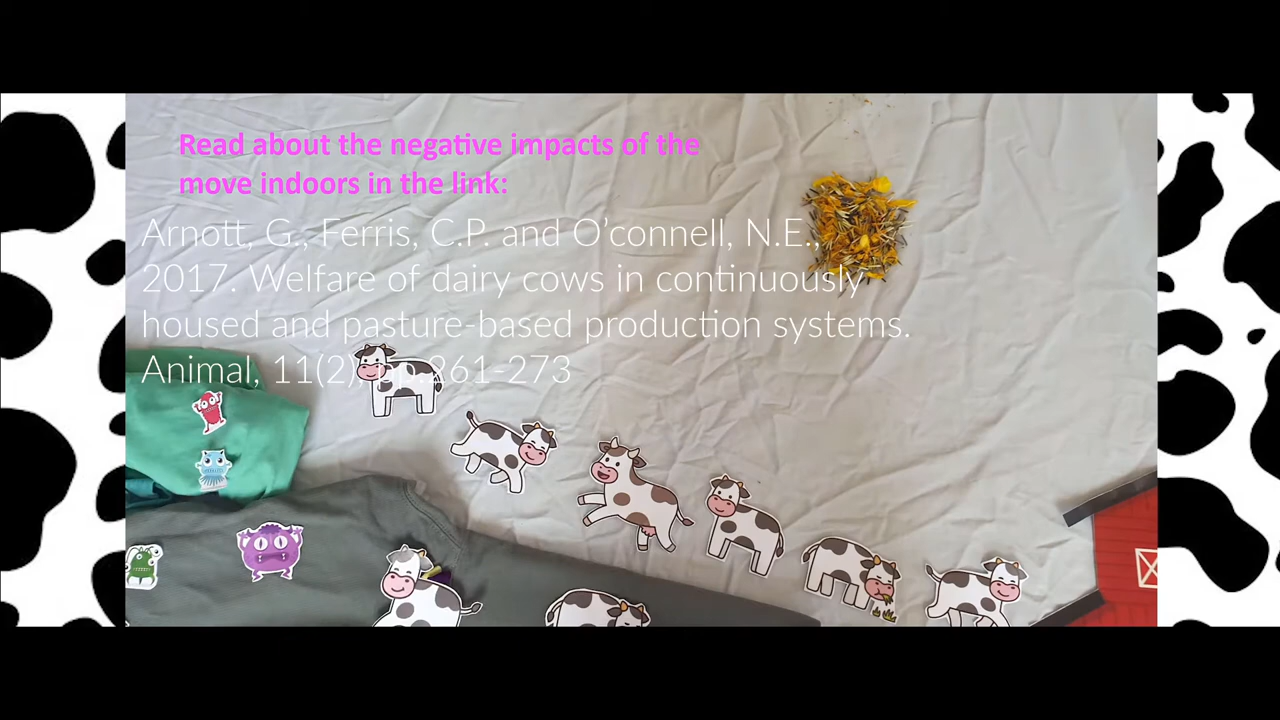 Read about the negative impacts of the
move indoors in the link:
Arnott, G., Ferris, C.P. and O’connell, N.E.,
2017. Welfare of dairy cows in continuously
housed and pasture-based production systems.
Animal, 11(2), pp.261-273